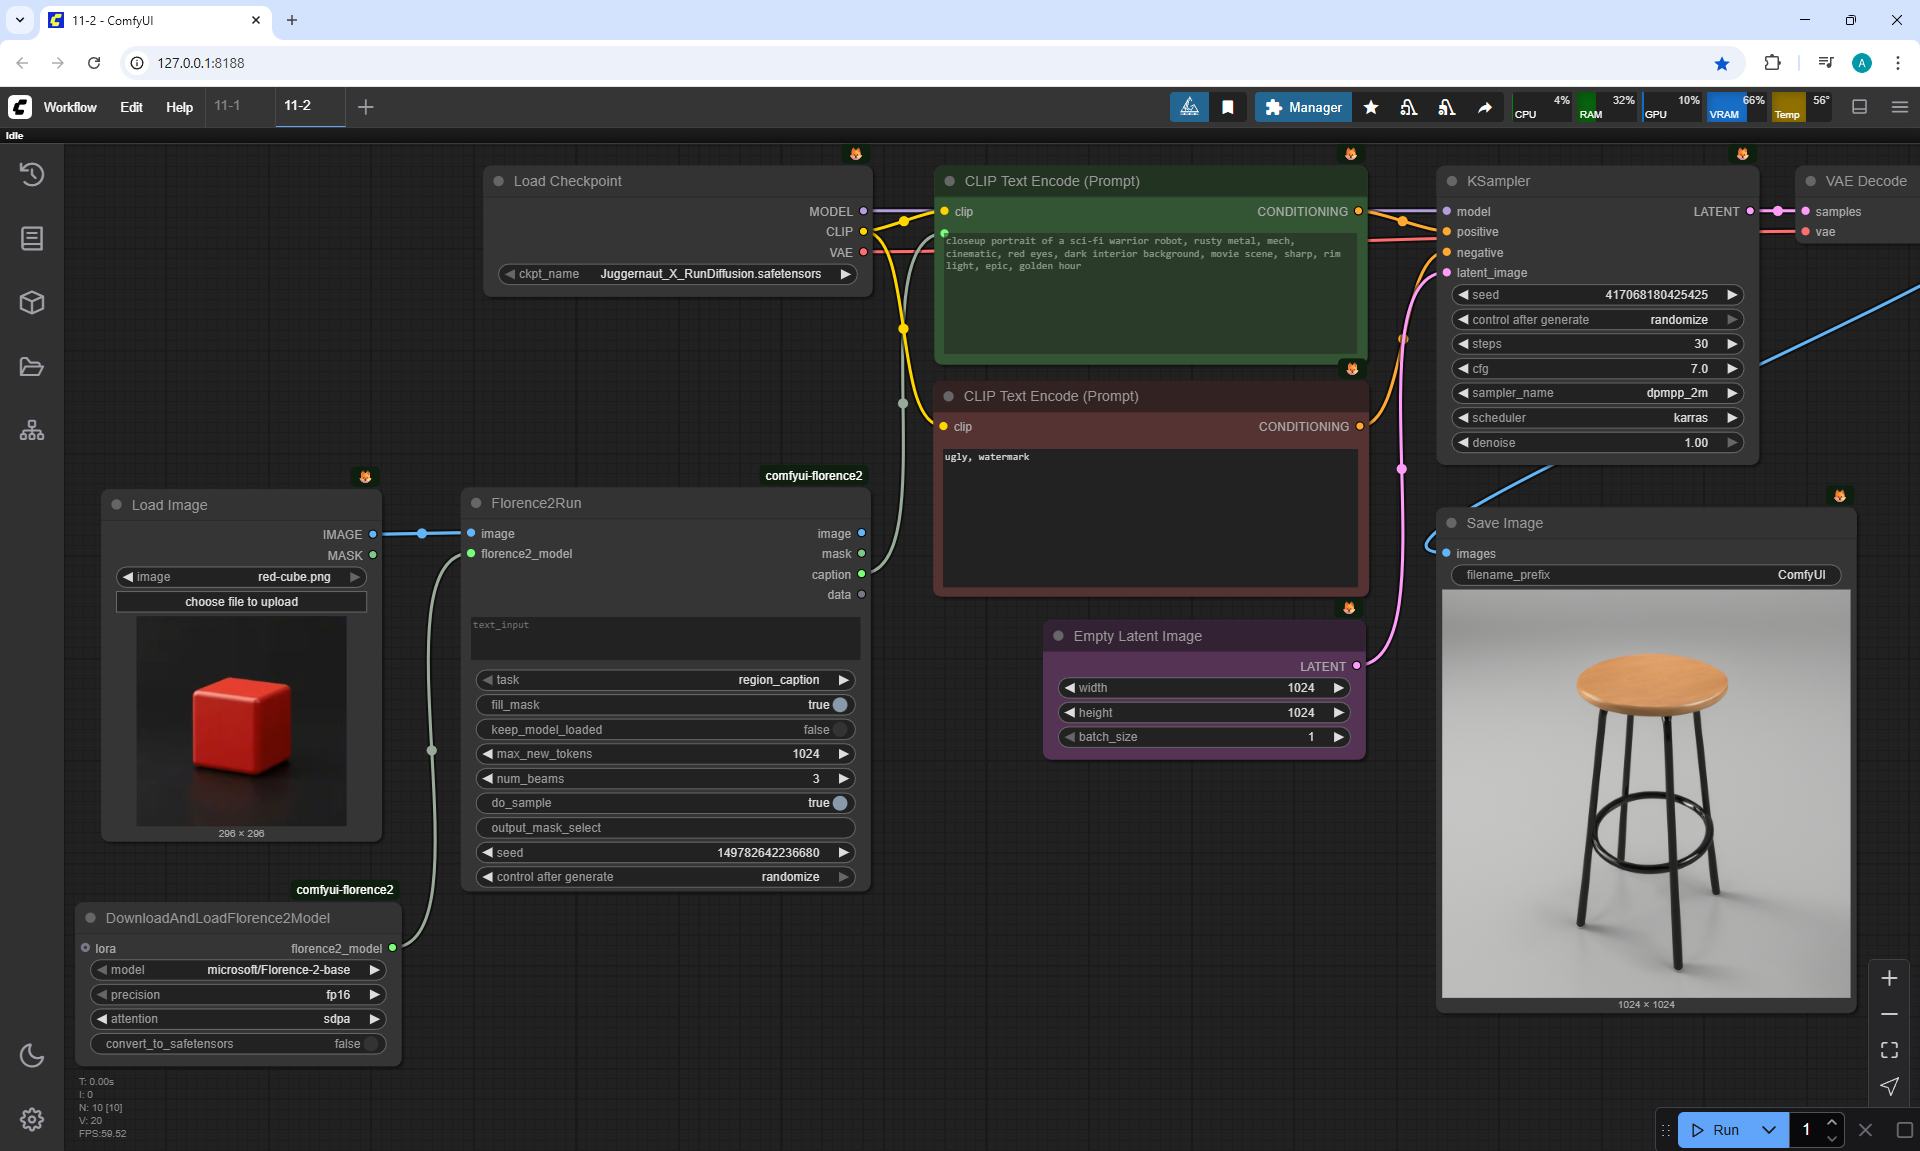 11-2 - ComfyUI
127.0.0.1:8188
A
Workflow
Edit
Help
11-1
11-2
Manager
4%
CPU
32%
RAM
10%
GPU
66%
VRAM
56°
Temp
Idle
Load Checkpoint
MODEL
CLIP
VAE
ckpt_name Juggernaut_X_RunDiffusion.safetensors
CLIP Text Encode (Prompt)
clip CONDITIONING
closeup portrait of a sci-fi warrior robot, rusty metal, mech,
cinematic, red eyes, dark interior background, movie scene, sharp, rim
light, epic, golden hour
CLIP Text Encode (Prompt)
clip CONDITIONING
ugly, watermark
KSampler
model LATENT
positive
negative
latent_image
seed 417068180425425
control after generate randomize
steps 30
cfg 7.0
sampler_name dpmpp_2m
scheduler karras
denoise 1.00
VAE Decode
samples
vae
Load Image
IMAGE
MASK
image red-cube.png
choose file to upload
296 × 296
comfyui-florence2
Florence2Run
image image
florence2_model mask
caption
data
text_input
task region_caption
fill_mask true
keep_model_loaded false
max_new_tokens 1024
num_beams 3
do_sample true
output_mask_select
seed 149782642236680
control after generate randomize
comfyui-florence2
DownloadAndLoadFlorence2Model
lora florence2_model
model microsoft/Florence-2-base
precision fp16
attention sdpa
convert_to_safetensors false
Empty Latent Image
LATENT
width 1024
height 1024
batch_size 1
Save Image
images
filename_prefix ComfyUI
1024 × 1024
T: 0.00s
I: 0
N: 10 [10]
V: 20
FPS:59.52
Run
1